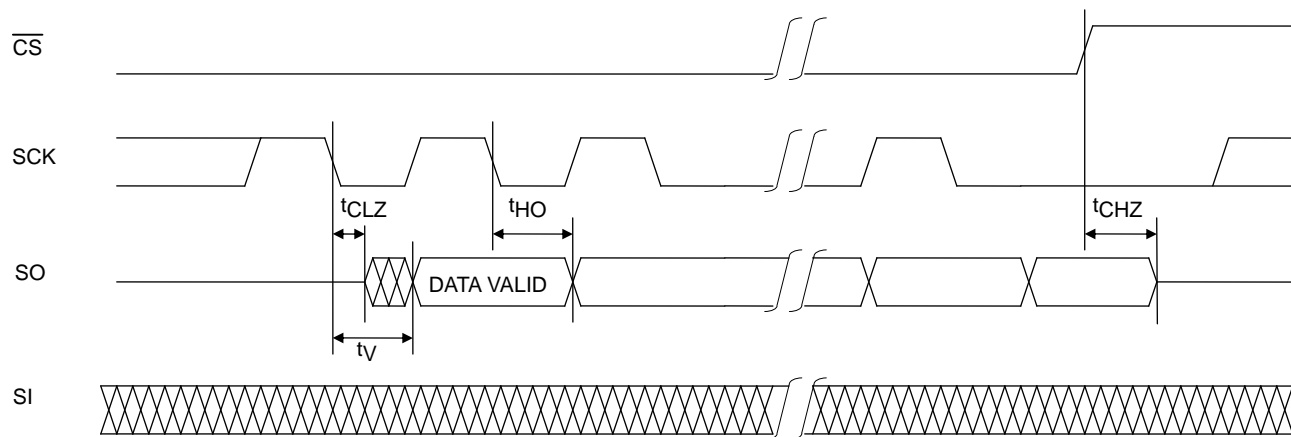 CS
SCK
tCLZ
tHO
tCHZ
SO
DATA VALID
tV
SI